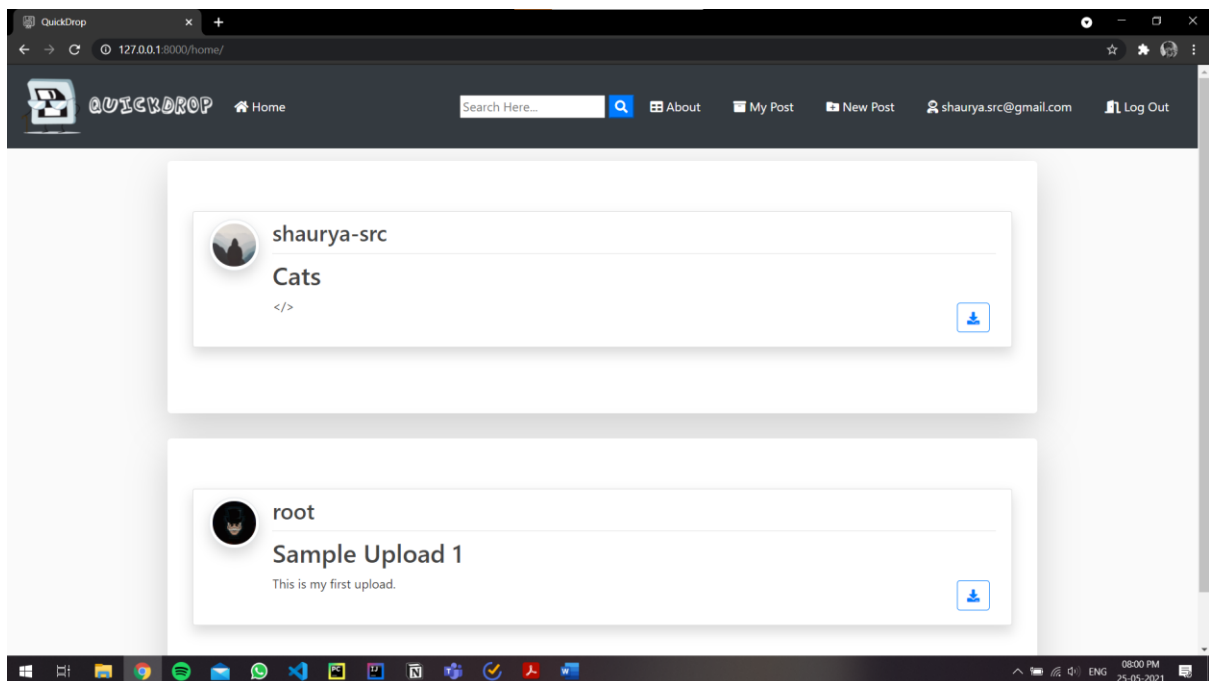 QuickDrop
127.0.0.1:8000/home/
QUICKDROP Home Search Here... About My Post New Post shaurya.src@gmail.com Log Out
shaurya-src
Cats
</>
root
Sample Upload 1
This is my first upload.
ENG 08:00 PM
25-05-2021